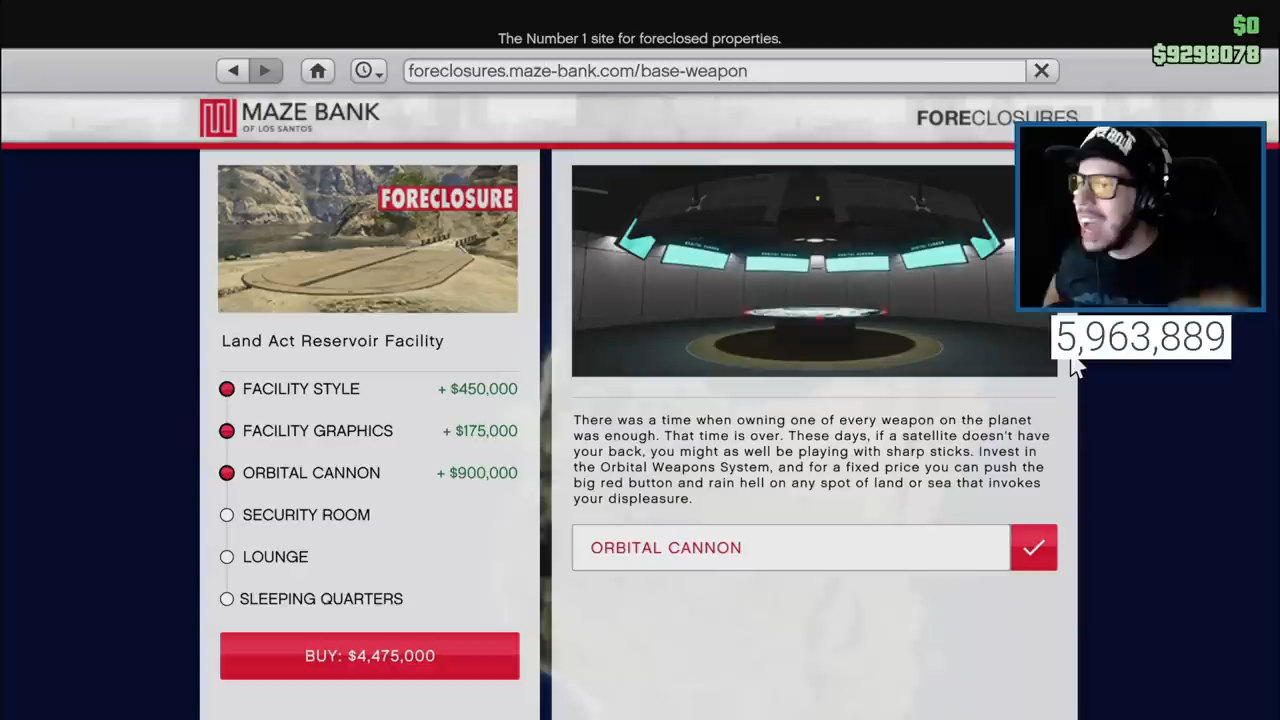 $0
The Number 1 site for foreclosed properties.
$9298078
foreclosures.maze-bank.com/base-weapon
MAZE BANK
OF LOS SANTOS
FORECLOSURES
FORECLOSURE
5,963,889
Land Act Reservoir Facility
FACILITY STYLE + $450,000
FACILITY GRAPHICS + $175,000
ORBITAL CANNON + $900,000
SECURITY ROOM
LOUNGE
SLEEPING QUARTERS
BUY: $4,475,000
There was a time when owning one of every weapon on the planet
was enough. That time is over. These days, if a satellite doesn't have
your back, you might as well be playing with sharp sticks. Invest in
the Orbital Weapons System, and for a fixed price you can push the
big red button and rain hell on any spot of land or sea that invokes
your displeasure.
ORBITAL CANNON